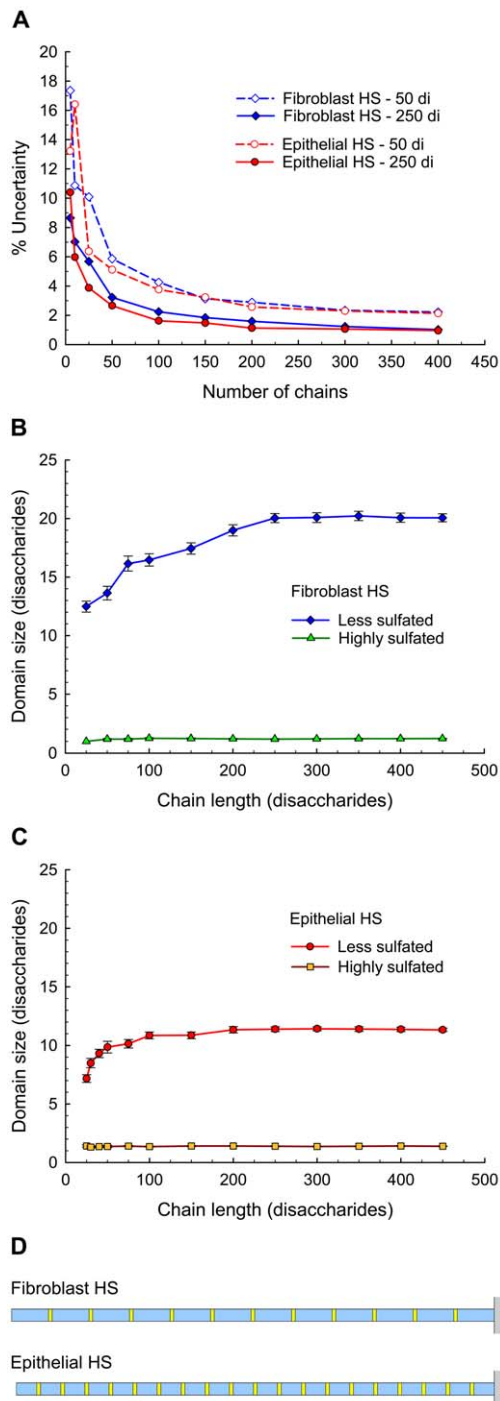 A
20
18
16
14
12
10
8
6
4
2
0
% Uncertainty
Fibroblast HS - 50 di
Fibroblast HS - 250 di
Epithelial HS - 50 di
Epithelial HS - 250 di
0 50 100 150 200 250 300 350 400 450
Number of chains
B
25
20
15
10
5
0
Domain size (disaccharides)
Fibroblast HS
Less sulfated
Highly sulfated
0 100 200 300 400 500
Chain length (disaccharides)
C
25
20
15
10
5
0
Domain size (disaccharides)
Epithelial HS
Less sulfated
Highly sulfated
0 100 200 300 400 500
Chain length (disaccharides)
D
Fibroblast HS
Epithelial HS